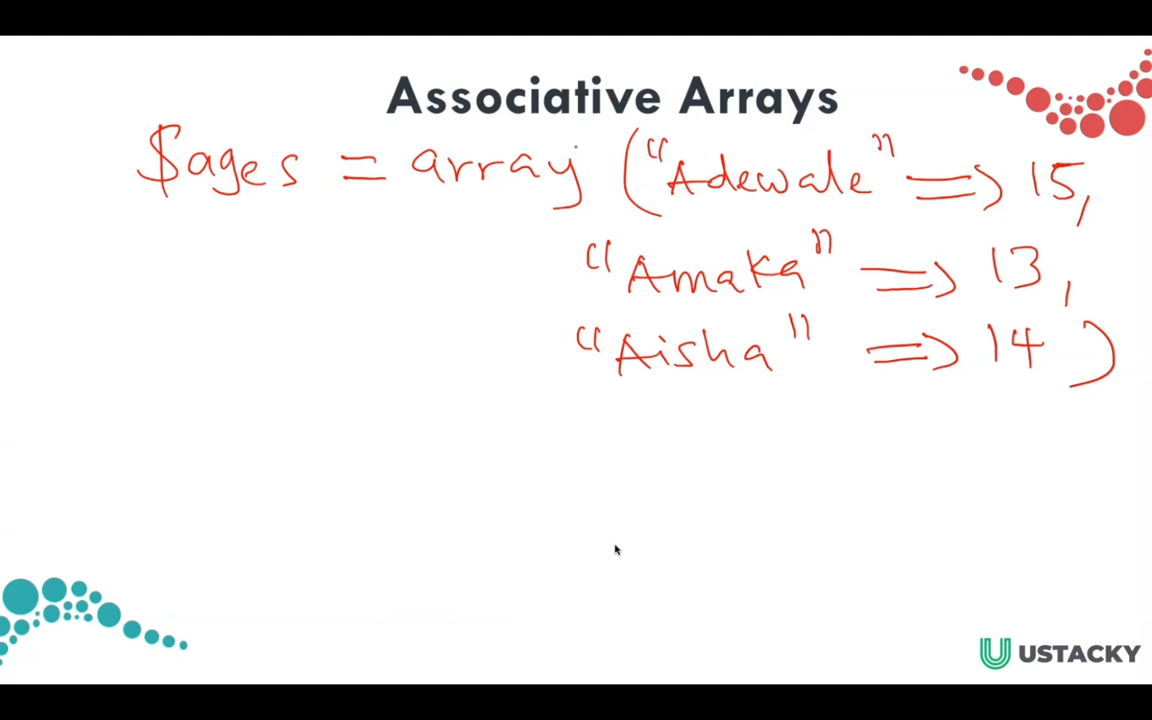 Associative Arrays
$ages = array ("Adewale" => 15,
"Amaka" => 13,
"Aisha" => 14)
USTACKY